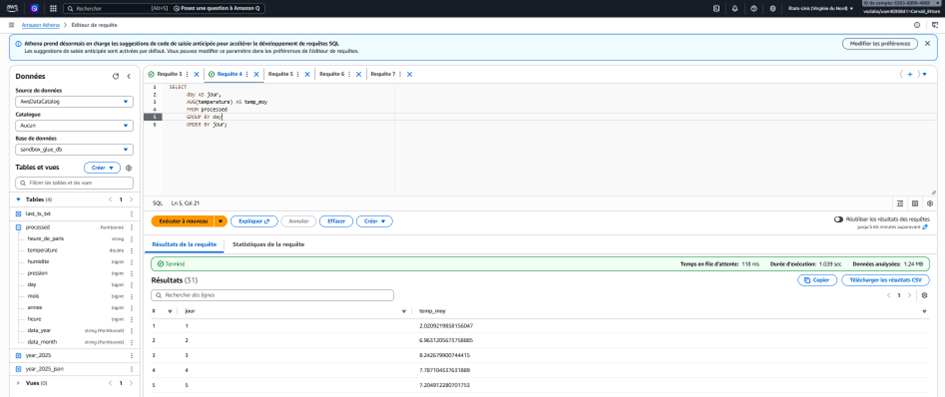 aws
Rechercher
[Alt+S]
Posez une question à Amazon Q
États-Unis (Virginie du Nord)
Amazon Athena > Éditeur de requête
Athena prend désormais en charge les suggestions de code de saisie anticipée pour accélérer le développement de requêtes SQL
Les suggestions de saisie anticipée sont activées par défaut. Vous pouvez modifier ce paramètre dans les préférences de l'éditeur de requêtes.
Modifier les préférences
Données
Source de données
AwsDataCatalog
Catalogue
Aucun
Base de données
sandbox_glue_db
Tables et vues
Créer
Filtrer les tables et les vues
Tables (4)
1
last_ts_txt
processed
Partitionné
heure_de_paris
string
temperature
double
humidite
bigint
pression
bigint
day
bigint
mois
bigint
annee
bigint
heure
bigint
data_year
string (Partitionné)
data_month
string (Partitionné)
year_2025
year_2025_json
Vues (0)
1
Requête 3
Requête 4
Requête 5
Requête 6
Requête 7
1 SELECT
2 day AS jour,
3 AVG(temperature) AS temp_moy
4 FROM processed
5 GROUP BY day
6 ORDER BY jour;
SQL Ln 5, Col 21
Exécuter à nouveau
Expliquer
Annuler
Effacer
Créer
Réutiliser les résultats des requêtes
jusqu'à 60 minutes auparavant
Résultats de la requête
Statistiques de la requête
Terminé
Temps en file d'attente: 118 ms
Durée d'exécution: 1.039 sec
Données analysées: 1.24 MB
Résultats (31)
Copier
Télécharger les résultats CSV
Rechercher des lignes
1
# jour temp_moy
1 1 2.0209219858156047
2 2 6.963120567375885
3 3 8.242679900744415
4 4 7.787104337631889
5 5 7.204912280701753